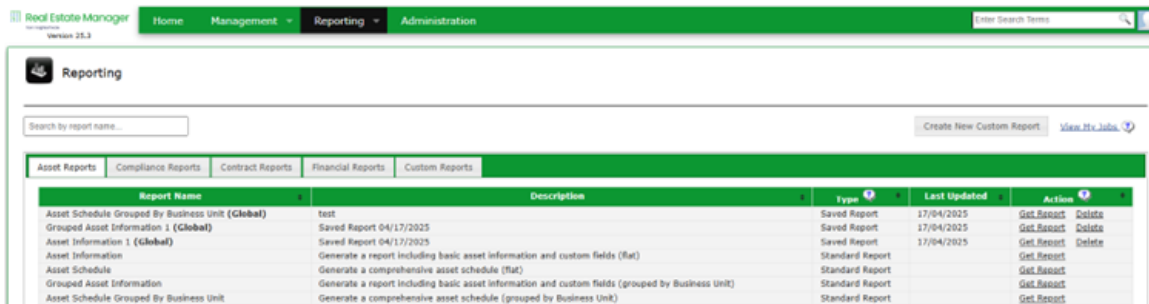 Real Estate Manager
Version 25.3
Home Management Reporting Administration
Enter Search Terms
Reporting
Search by report name...
Create New Custom Report View My Jobs
Asset Reports Compliance Reports Contract Reports Financial Reports Custom Reports
Report Name Description Type Last Updated Action
Asset Schedule Grouped By Business Unit (Global) test Saved Report 17/04/2025 Get Report Delete
Grouped Asset Information 1 (Global) Saved Report 04/17/2025 Saved Report 17/04/2025 Get Report Delete
Asset Information 1 (Global) Saved Report 04/17/2025 Saved Report 17/04/2025 Get Report Delete
Asset Information Generate a report including basic asset information and custom fields (flat) Standard Report Get Report
Asset Schedule Generate a comprehensive asset schedule (flat) Standard Report Get Report
Grouped Asset Information Generate a report including basic asset information and custom fields (grouped by Business Unit) Standard Report Get Report
Asset Schedule Grouped By Business Unit Generate a comprehensive asset schedule (grouped by Business Unit) Standard Report Get Report